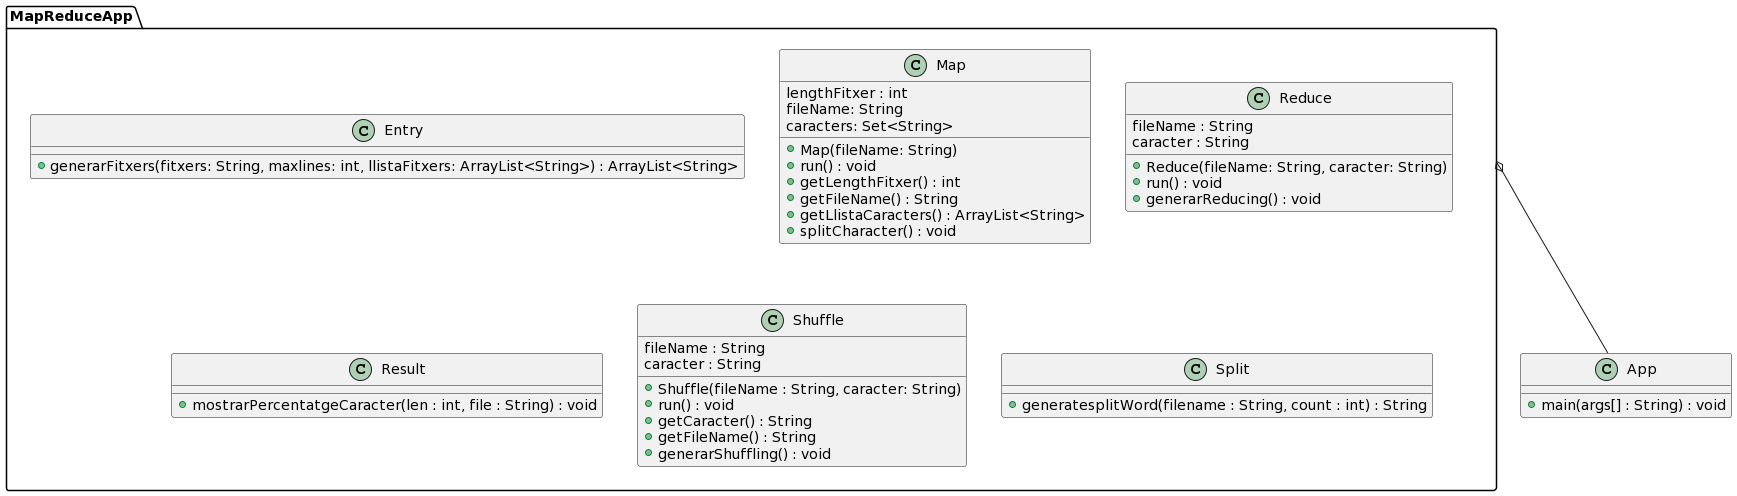 MapReduceApp
C Entry
generarFitxers(fitxers: String, maxlines: int, llistaFitxers: ArrayList<String>) : ArrayList<String>
C Map
lengthFitxer : int
fileName: String
caracters: Set<String>
Map(fileName: String)
run() : void
getLengthFitxer() : int
getFileName() : String
getLlistaCaracters() : ArrayList<String>
splitCharacter() : void
C Reduce
fileName : String
caracter : String
Reduce(fileName: String, caracter: String)
run() : void
generarReducing() : void
C Result
mostrarPercentatgeCaracter(len : int, file : String) : void
C Shuffle
fileName : String
caracter : String
Shuffle(fileName : String, caracter: String)
run() : void
getCaracter() : String
getFileName() : String
generarShuffling() : void
C Split
generatesplitWord(filename : String, count : int) : String
C App
main(args[] : String) : void